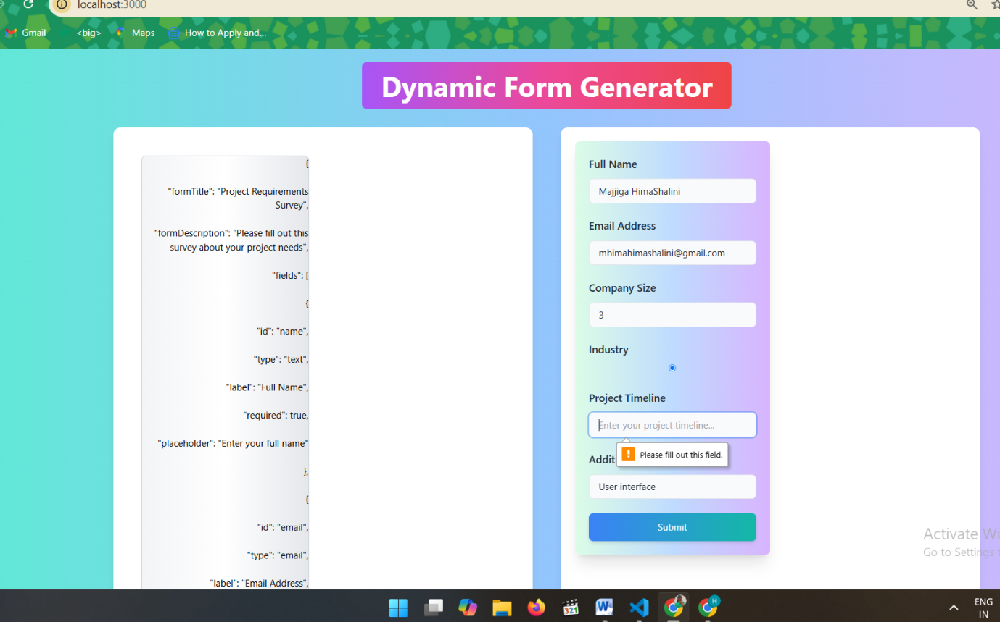 localhost:3000
Gmail
<big>
Maps
How to Apply and...
Dynamic Form Generator
{
"formTitle": "Project Requirements
Survey",
"formDescription": "Please fill out this
survey about your project needs",
"fields": [
{
"id": "name",
"type": "text",
"label": "Full Name",
"required": true,
"placeholder": "Enter your full name"
},
{
"id": "email",
"type": "email",
"label": "Email Address",
Full Name
Majjiga HimaShalini
Email Address
mhimahimashalini@gmail.com
Company Size
3
Industry
Project Timeline
Enter your project timeline...
Please fill out this field.
Additi
User interface
Submit
Activate Wi
Go to Settings t
321
W
H
ENG
IN